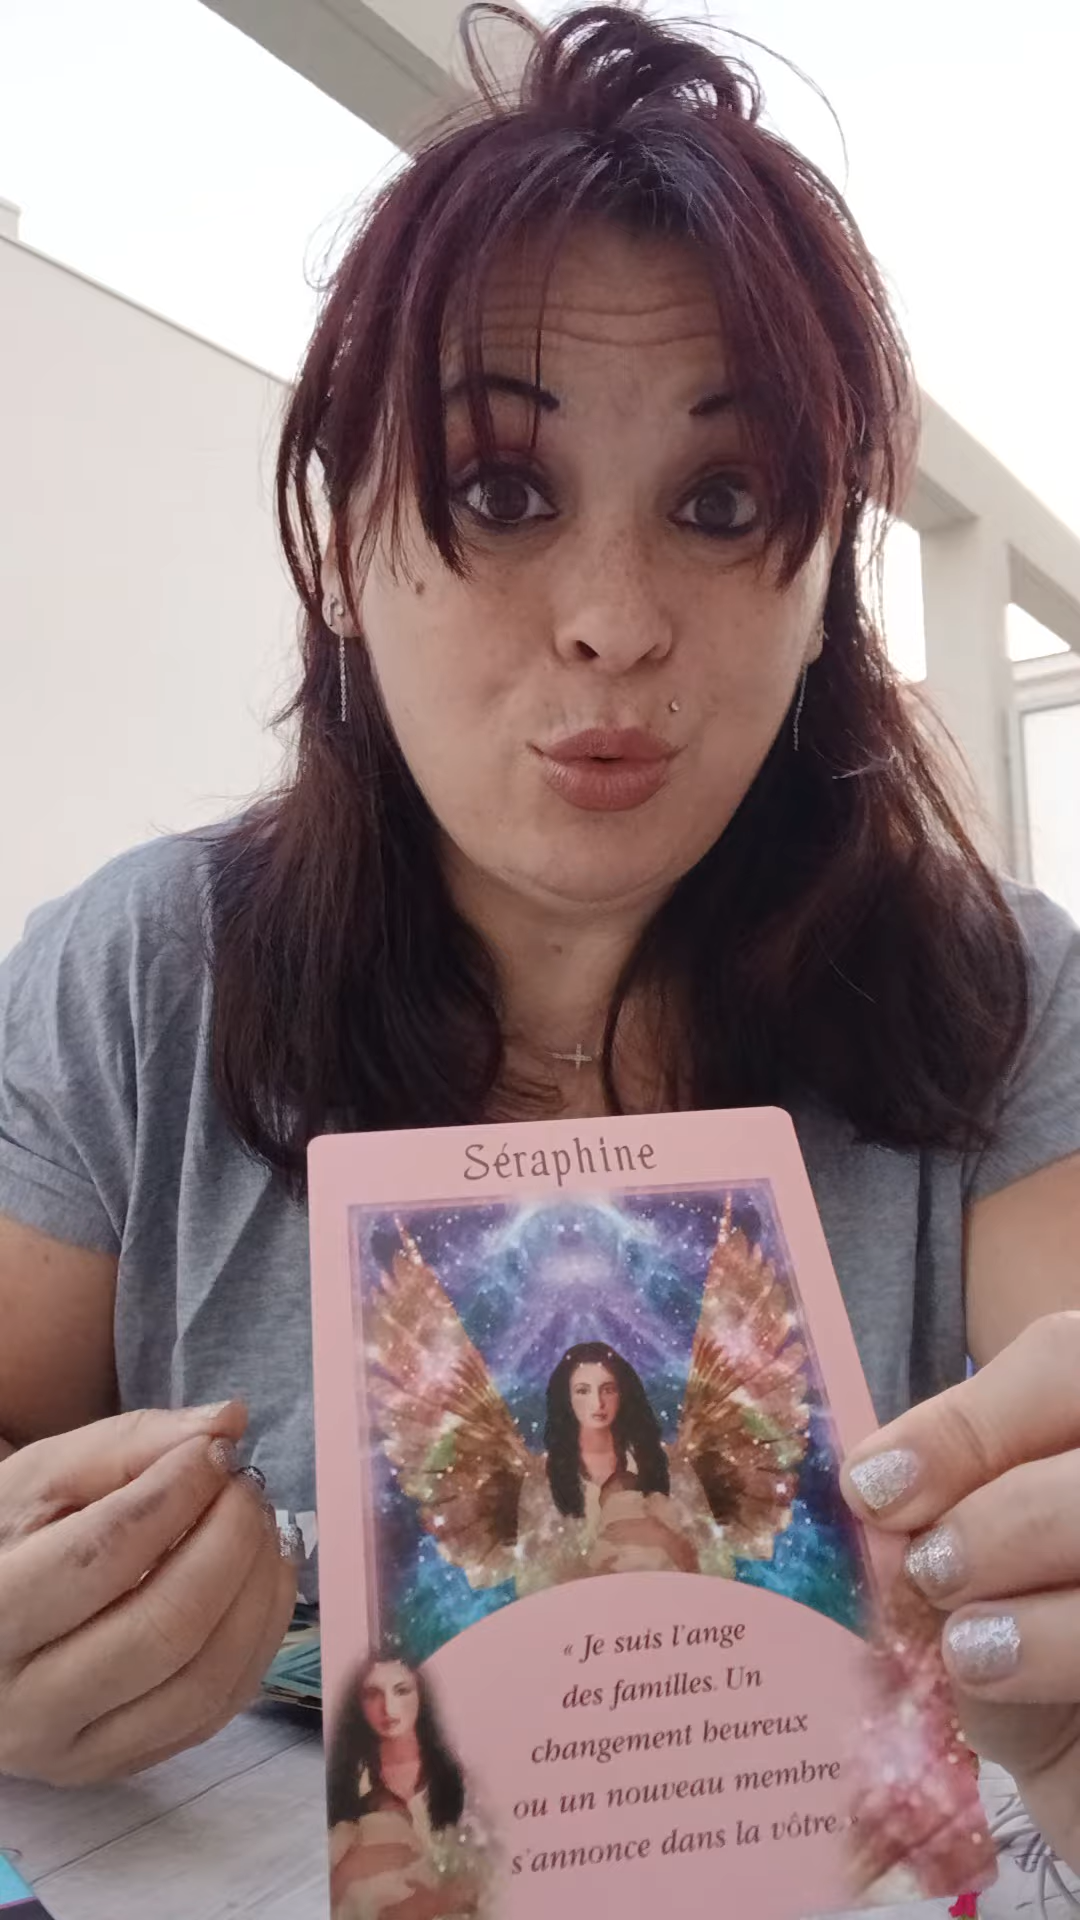 Séraphine
« Je suis l'ange
des familles. Un
changement heureux
ou un nouveau membre
s'annonce dans la vôtre. »